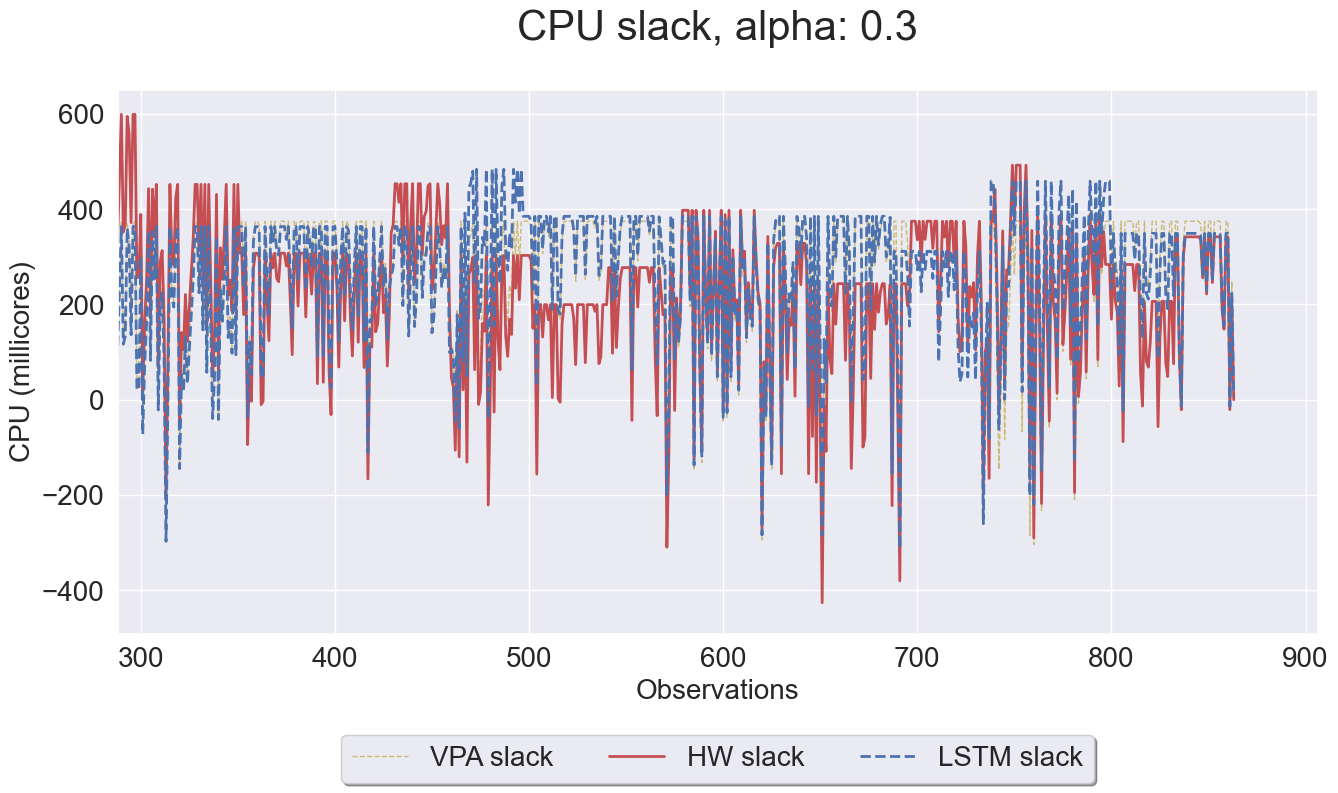 CPU slack, alpha: 0.3
CPU (millicores)
600
400
200
0
−200
−400
300 400 500 600 700 800 900
Observations
VPA slack HW slack LSTM slack